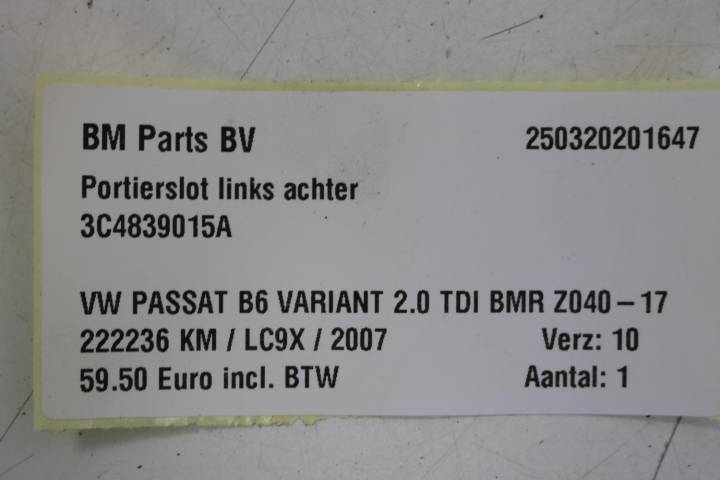 BM Parts BV 250320201647
Portierslot links achter
3C4839015A
VW PASSAT B6 VARIANT 2.0 TDI BMR Z040-17
222236 KM / LC9X / 2007 Verz: 10
59.50 Euro incl. BTW Aantal: 1